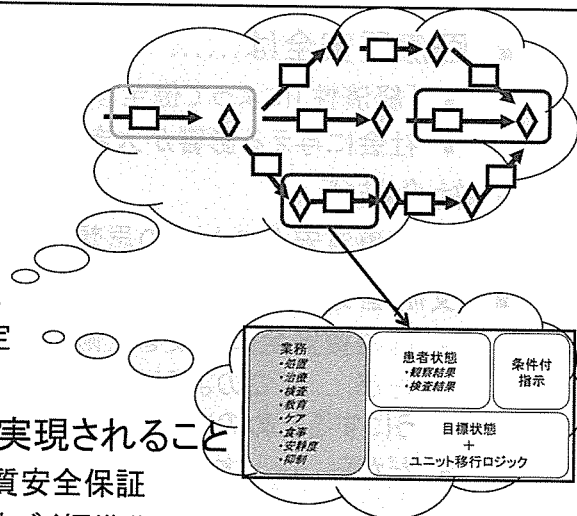 業務
・処置
・治療
・検査
・教育
・ケア
・食事
・安静度
・抑制
患者状態
・観察結果
・検査結果
条件付
指示
目標状態
+
ユニット移行ロジック
定
実現されること
質安全保証